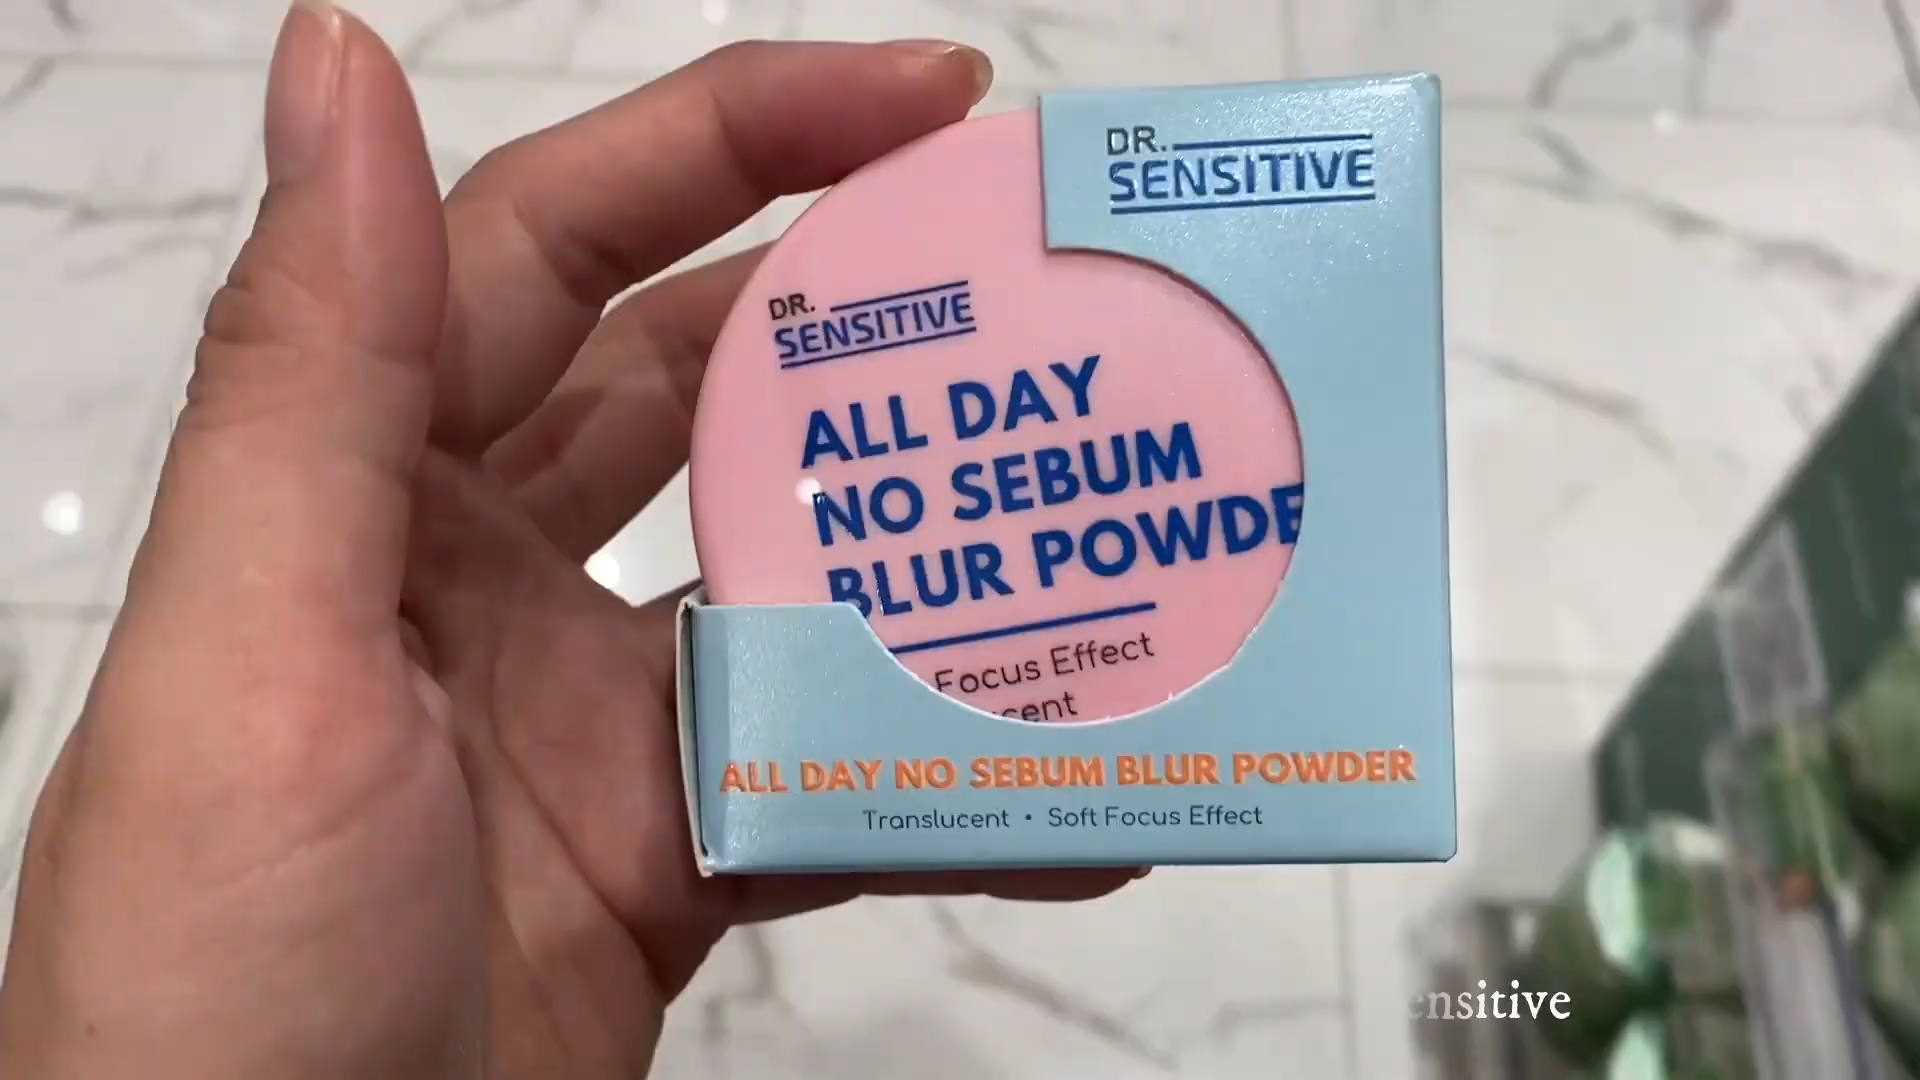 DR.
SENSITIVE
DR.
SENSITIVE
ALL DAY
NO SEBUM
BLUR POWDE
Focus Effect
cent
ALL DAY NO SEBUM BLUR POWDER
Translucent • Soft Focus Effect
ensitive